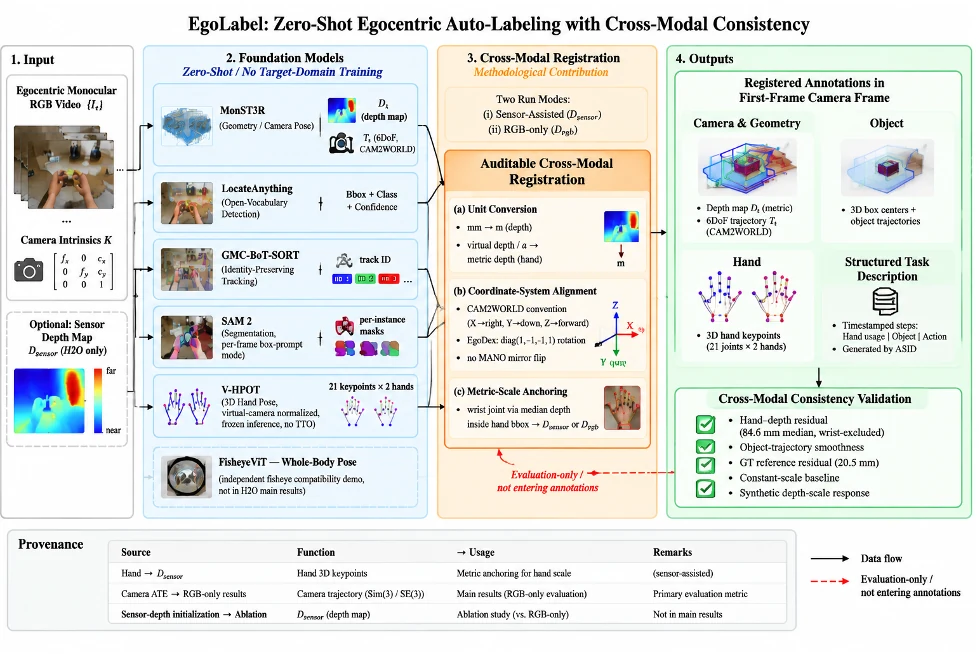 EgoLabel: Zero-Shot Egocentric Auto-Labeling with Cross-Modal Consistency
1. Input
Egocentric Monocular
RGB Video {I_t}
...
...
Camera Intrinsics K
f_x 0 c_x
0 f_y c_y
0 0 1
Optional: Sensor
Depth Map
D_sensor (H2O only)
far
near
2. Foundation Models
Zero-Shot / No Target-Domain Training
MonST3R
(Geometry / Camera Pose)
D_t
(depth map)
T_t (6DoF,
CAM2WORLD)
LocateAnything
(Open-Vocabulary
Detection)
Bbox + Class
+ Confidence
GMC-BoT-SORT
(Identity-Preserving
Tracking)
track ID
...
SAM 2
(Segmentation,
per-frame box-prompt
mode)
per-instance
masks
V-HPOT
(3D Hand Pose,
virtual-camera normalized,
frozen inference, no TTO)
21 keypoints × 2 hands
FisheyeViT — Whole-Body Pose
(independent fisheye compatibility demo,
not in H2O main results)
3. Cross-Modal Registration
Methodological Contribution
Two Run Modes:
(i) Sensor-Assisted (D_sensor)
(ii) RGB-only (D_pgb)
Auditable Cross-Modal
Registration
(a) Unit Conversion
• mm → m (depth)
• virtual depth / a →
metric depth (hand)
m
(b) Coordinate-System Alignment
• CAM2WORLD convention
(X→right, Y→down, Z→forward)
• EgoDex: diag(1,−1,−1,1) rotation
• no MANO mirror flip
Z
X
Y
(c) Metric-Scale Anchoring
• wrist joint via median depth
inside hand bbox → D_sensor or D_pgb
Evaluation-only /
not entering annotations
4. Outputs
Registered Annotations in
First-Frame Camera Frame
Camera & Geometry
• Depth map D_t (metric)
• 6DoF trajectory T_t
(CAM2WORLD)
Object
• 3D box centers +
object trajectories
Hand
• 3D hand keypoints
(21 joints × 2 hands)
Structured Task
Description
• Timestamped steps:
Hand usage | Object | Action
• Generated by ASID
Cross-Modal Consistency Validation
• Hand–depth residual
(84.6 mm median, wrist-excluded)
• Object-trajectory smoothness
• GT reference residual (20.5 mm)
• Constant-scale baseline
• Synthetic depth-scale response
Provenance
Source Function → Usage Remarks
Hand → D_sensor Hand 3D keypoints Metric anchoring for hand scale (sensor-assisted)
Camera ATE → RGB-only results Camera trajectory (Sim(3) / SE(3)) Main results (RGB-only evaluation) Primary evaluation metric
Sensor-depth initialization → Ablation D_sensor (depth map) Ablation study (vs. RGB-only) Not in main results
Data flow
Evaluation-only /
not entering annotations